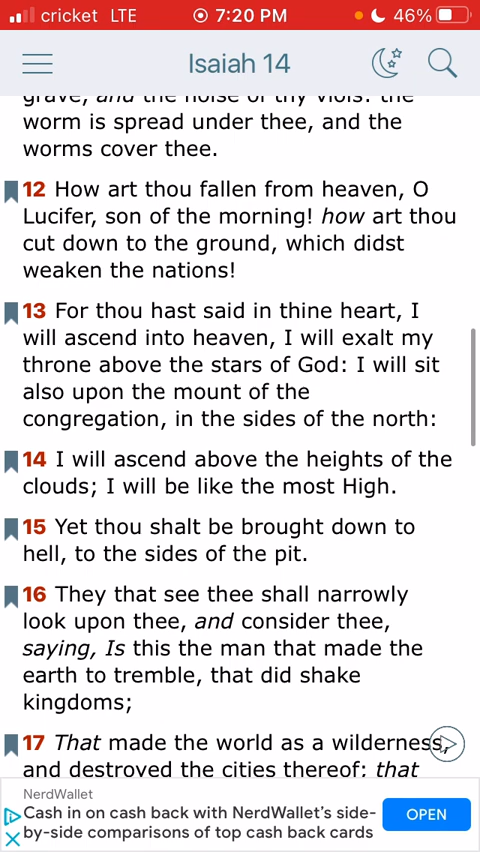 cricket LTE 7:20 PM 46%
Isaiah 14
grave, and the noise of thy viols: the
worm is spread under thee, and the
worms cover thee.
12 How art thou fallen from heaven, O
Lucifer, son of the morning! how art thou
cut down to the ground, which didst
weaken the nations!
13 For thou hast said in thine heart, I
will ascend into heaven, I will exalt my
throne above the stars of God: I will sit
also upon the mount of the
congregation, in the sides of the north:
14 I will ascend above the heights of the
clouds; I will be like the most High.
15 Yet thou shalt be brought down to
hell, to the sides of the pit.
16 They that see thee shall narrowly
look upon thee, and consider thee,
saying, Is this the man that made the
earth to tremble, that did shake
kingdoms;
17 That made the world as a wilderness,
and destroyed the cities thereof; that
NerdWallet
Cash in on cash back with NerdWallet's side-
by-side comparisons of top cash back cards
OPEN